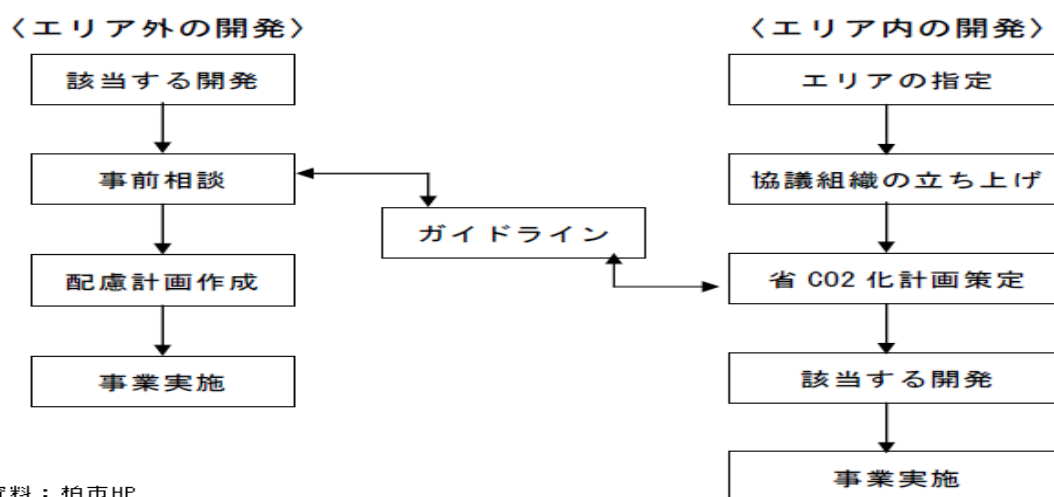 〈エリア外の開発〉
該当する開発
事前相談
配慮計画作成
事業実施
ガイドライン
〈エリア内の開発〉
エリアの指定
協議組織の立ち上げ
省CO2化計画策定
該当する開発
事業実施
資料：柏市HP